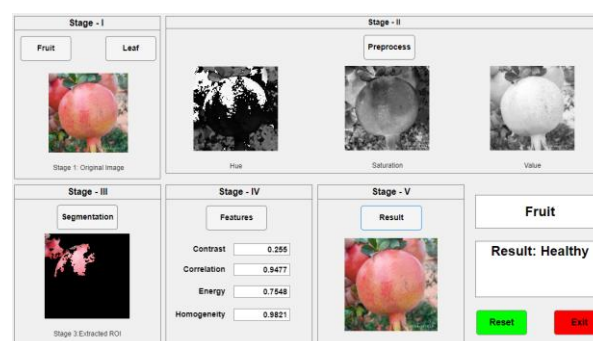 Stage - I
Fruit
Leaf
Stage 1: Original Image
Stage - II
Preprocess
Hue
Saturation
Value
Stage - III
Segmentation
Stage 3:Extracted ROI
Stage - IV
Features
Contrast 0.255
Correlation 0.9477
Energy 0.7548
Homogeneity 0.9821
Stage - V
Result
Fruit
Result: Healthy
Reset
Exit